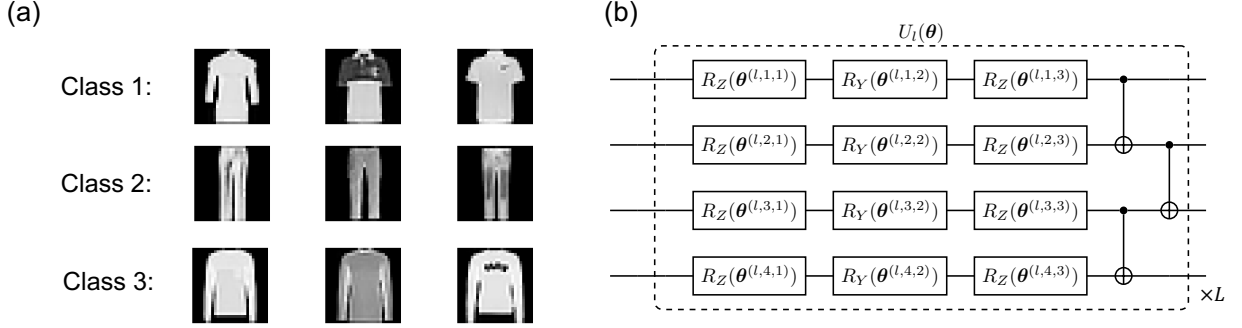 (a)
Class 1:
Class 2:
Class 3:
(b)
U_l(θ)
R_Z(θ^(l,1,1)) R_Y(θ^(l,1,2)) R_Z(θ^(l,1,3))
R_Z(θ^(l,2,1)) R_Y(θ^(l,2,2)) R_Z(θ^(l,2,3))
R_Z(θ^(l,3,1)) R_Y(θ^(l,3,2)) R_Z(θ^(l,3,3))
R_Z(θ^(l,4,1)) R_Y(θ^(l,4,2)) R_Z(θ^(l,4,3))
×L